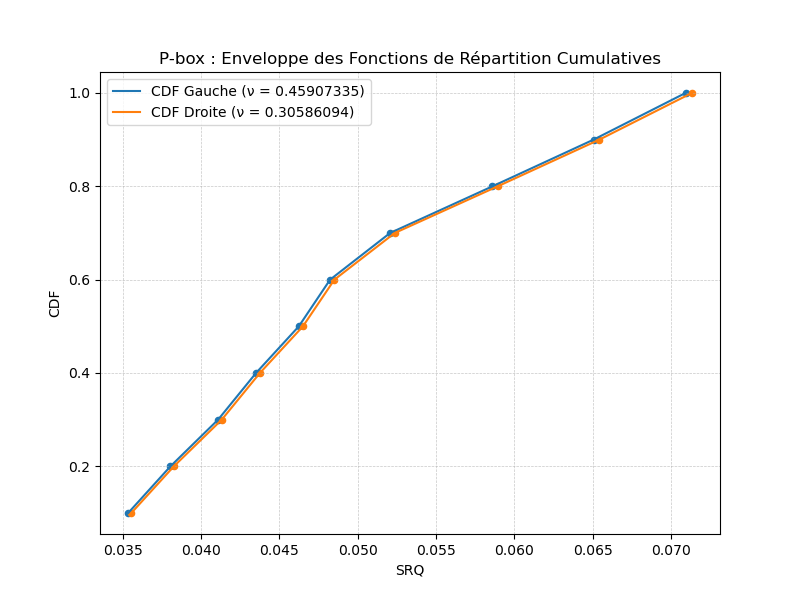 P-box : Enveloppe des Fonctions de Répartition Cumulatives
CDF Gauche (ν = 0.45907335)
CDF Droite (ν = 0.30586094)
1.0
0.8
0.6
0.4
0.2
CDF
0.035 0.040 0.045 0.050 0.055 0.060 0.065 0.070
SRQ